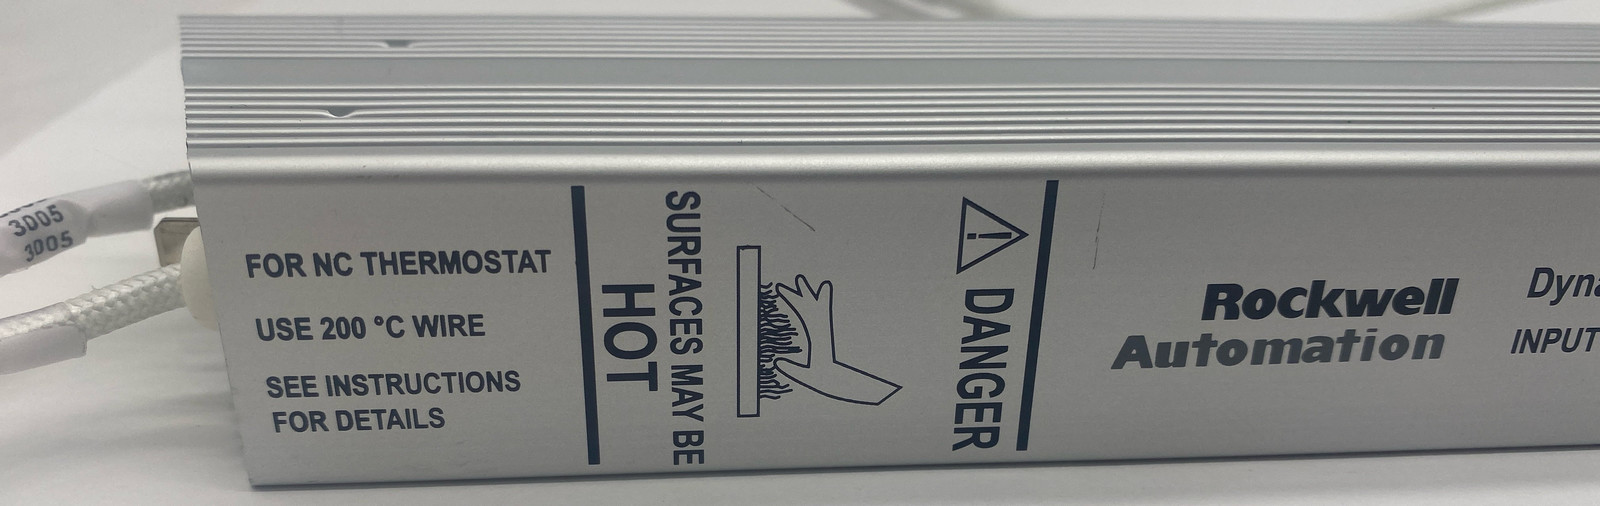 3005
3005
FOR NC THERMOSTAT
USE 200 °C WIRE
SEE INSTRUCTIONS
FOR DETAILS
DANGER
SURFACES MAY BE
HOT
Rockwell
Automation
INPUT